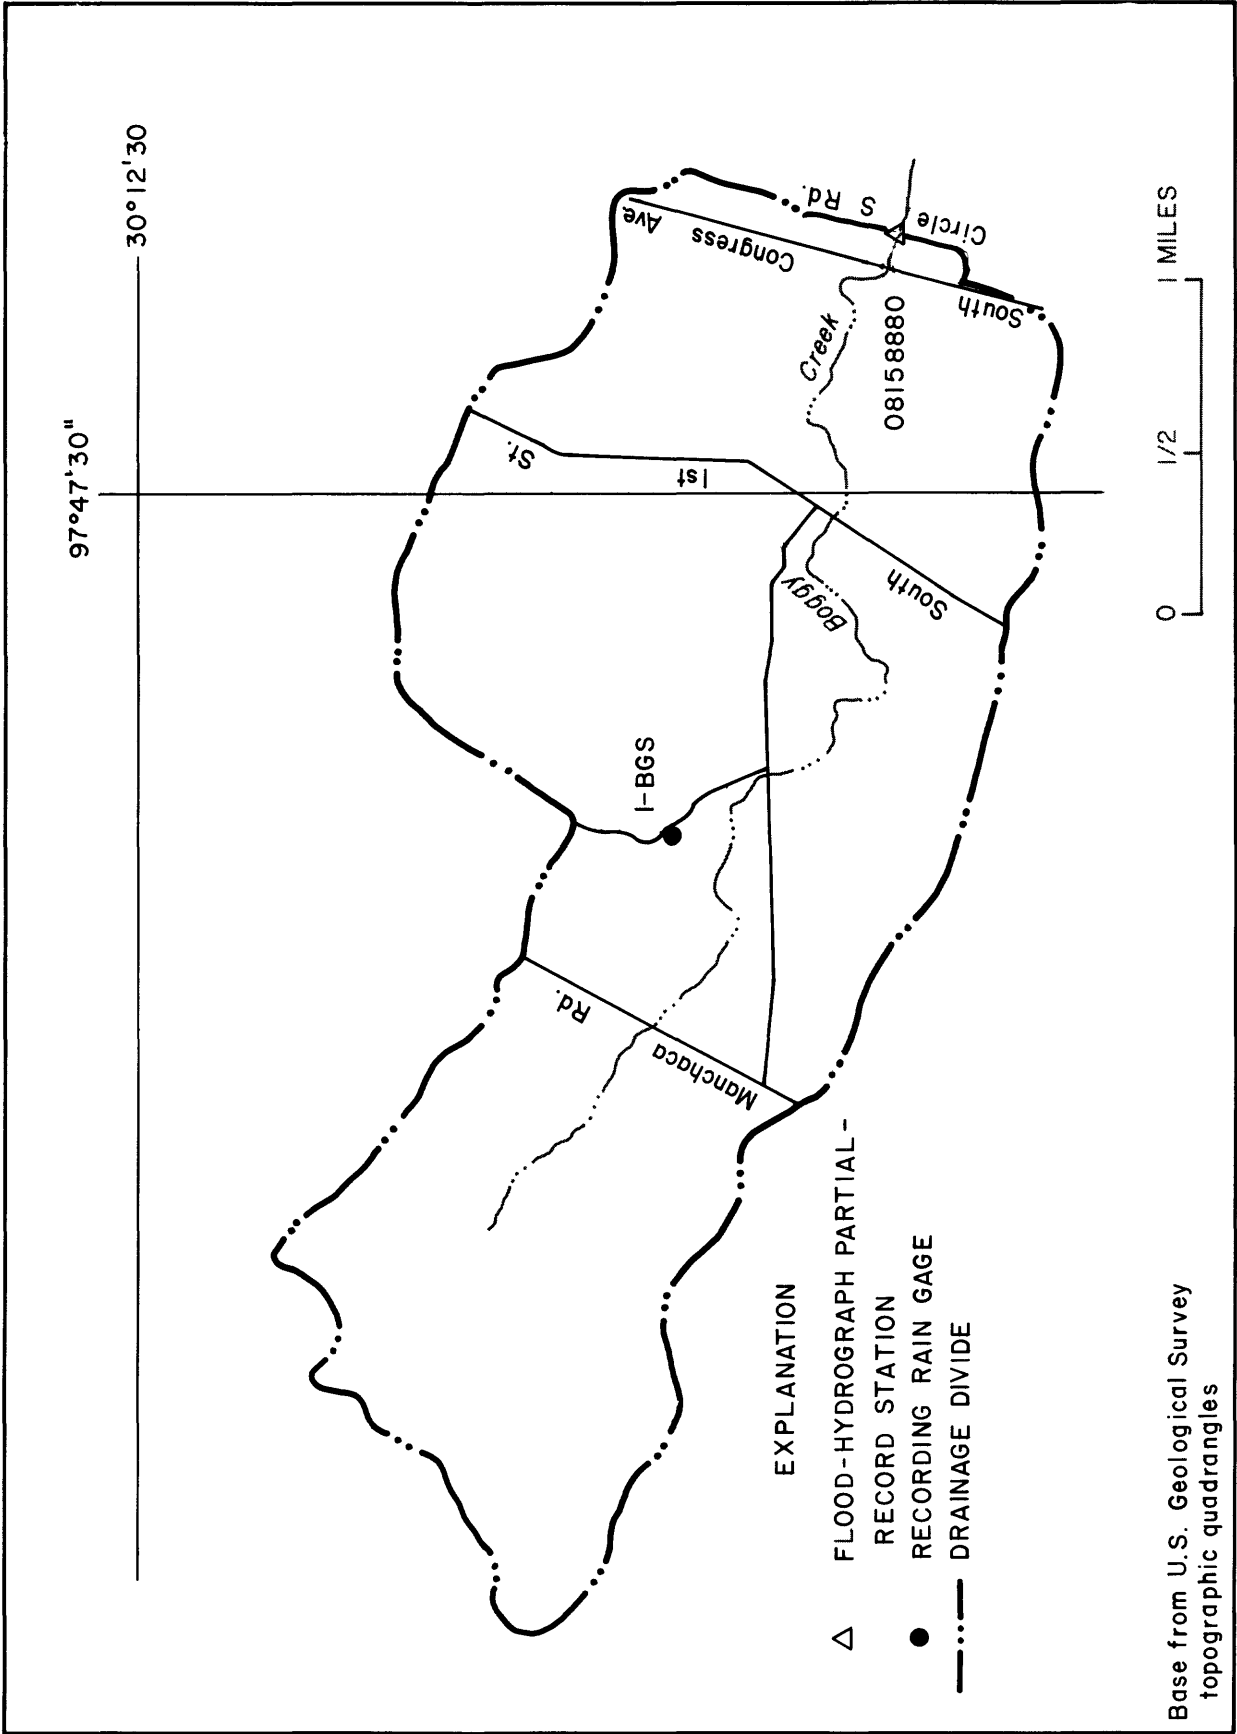 97°47'30"
30°12'30
Ave
Congress
South
S Rd.
Circle
Creek
08158880
St.
1st
South
Boggy
1-BGS
Rd.
Manchaca
EXPLANATION
FLOOD-HYDROGRAPH PARTIAL-
RECORD STATION
RECORDING RAIN GAGE
DRAINAGE DIVIDE
0 1/2 1 MILES
Base from U.S. Geological Survey
topographic quadrangles